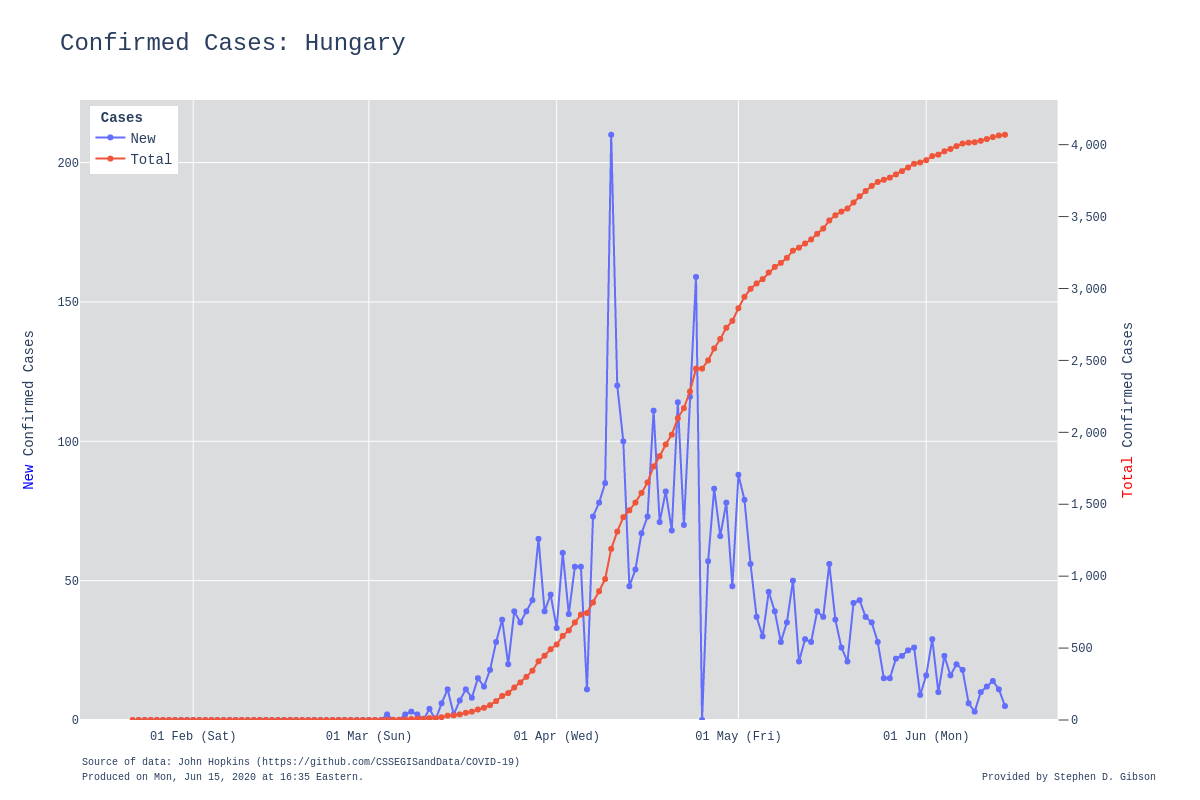 Confirmed Cases: Hungary
Cases
New
Total
200
150
100
50
0
4,000
3,500
3,000
2,500
2,000
1,500
1,000
500
0
New Confirmed Cases
Total Confirmed Cases
01 Feb (Sat)
01 Mar (Sun)
01 Apr (Wed)
01 May (Fri)
01 Jun (Mon)
Source of data: John Hopkins (https://github.com/CSSEGISandData/COVID-19)
Produced on Mon, Jun 15, 2020 at 16:35 Eastern.
Provided by Stephen D. Gibson